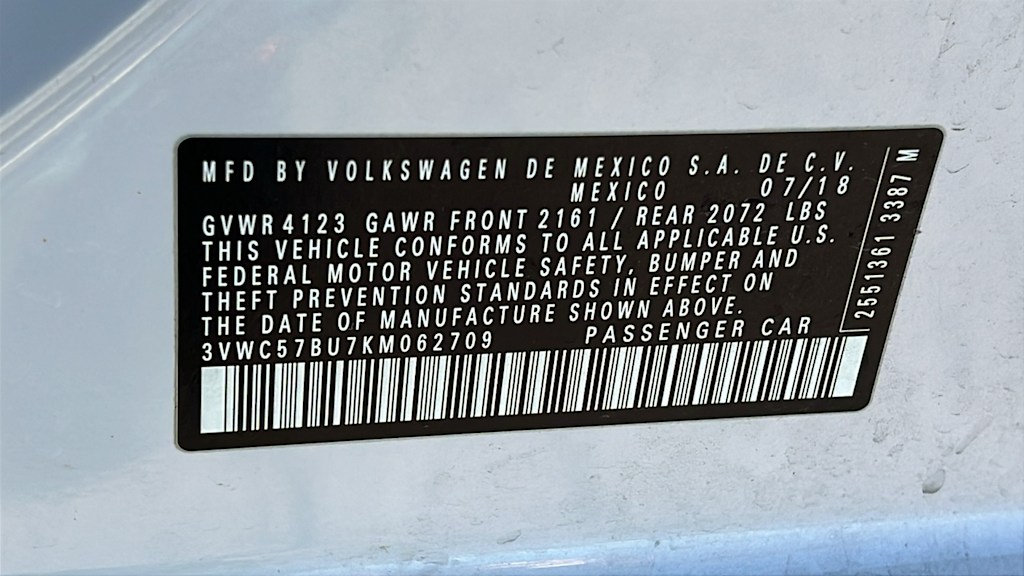 MFD BY VOLKSWAGEN DE MEXICO S.A. DE C.V.
MEXICO 07/18
GVWR 4123 GAWR FRONT 2161 / REAR 2072 LBS
THIS VEHICLE CONFORMS TO ALL APPLICABLE U.S.
FEDERAL MOTOR VEHICLE SAFETY, BUMPER AND
THEFT PREVENTION STANDARDS IN EFFECT ON
THE DATE OF MANUFACTURE SHOWN ABOVE.
3VWC57BU7KM062709 PASSENGER CAR
2551361 3387 M